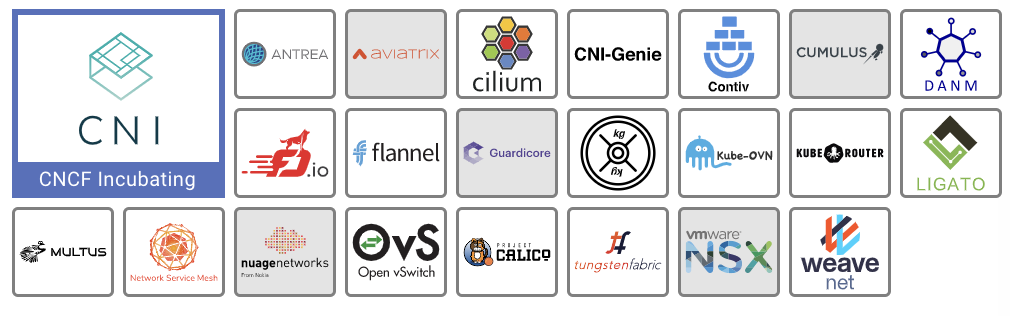 CNI
CNCF Incubating
ANTREA
aviatrix
cilium
CNI-Genie
Contiv
CUMULUS
DANM
FD.io
flannel
Guardicore
kg
kg
Kube-OVN
KUBE ROUTER
LIGATO
MULTUS
Network Service Mesh
nuagenetworks
From Nokia
OvS
Open vSwitch
PROJECT
CALICO
tf
tungstenfabric
vmware
NSX
weave
net